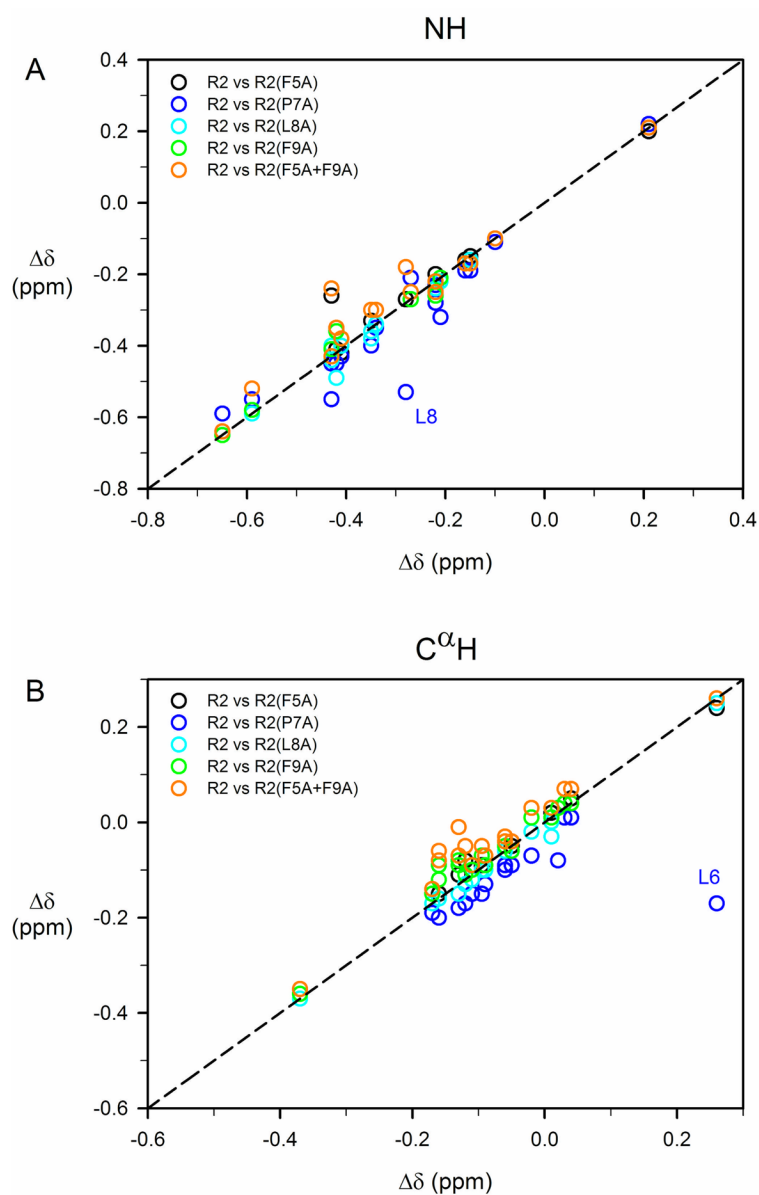 NH
A
R2 vs R2(F5A)
R2 vs R2(P7A)
R2 vs R2(L8A)
R2 vs R2(F9A)
R2 vs R2(F5A+F9A)
0.4
0.2
0.0
-0.2
-0.4
-0.6
-0.8
Δδ
(ppm)
L8
-0.8 -0.6 -0.4 -0.2 0.0 0.2 0.4
Δδ (ppm)
CᵅH
B
R2 vs R2(F5A)
R2 vs R2(P7A)
R2 vs R2(L8A)
R2 vs R2(F9A)
R2 vs R2(F5A+F9A)
0.2
0.0
-0.2
-0.4
-0.6
Δδ
(ppm)
L6
-0.6 -0.4 -0.2 0.0 0.2
Δδ (ppm)